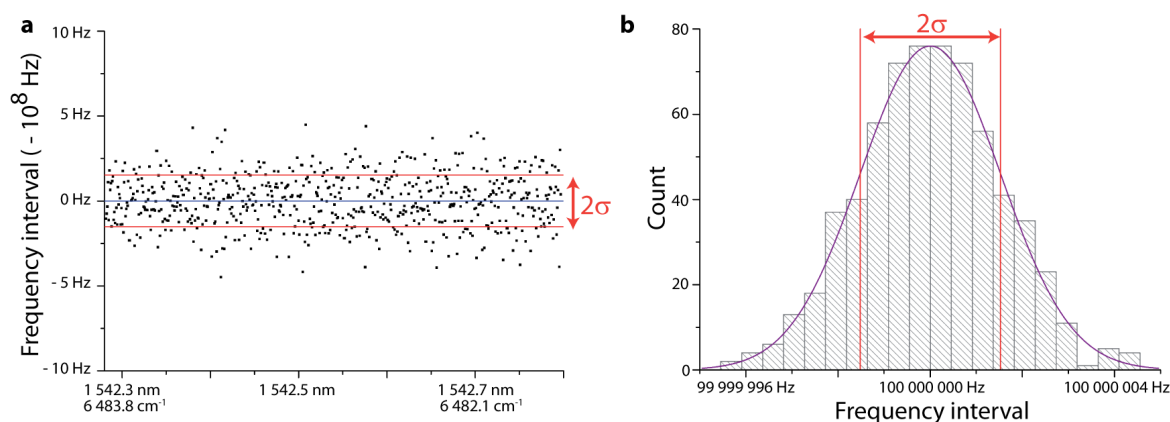 a
Frequency interval ( - 10⁸ Hz)
10 Hz
5 Hz
0 Hz
- 5 Hz
- 10 Hz
2σ
1 542.3 nm
6 483.8 cm⁻¹
1 542.5 nm
1 542.7 nm
6 482.1 cm⁻¹
b
2σ
Count
80
60
40
20
0
99 999 996 Hz
100 000 000 Hz
100 000 004 Hz
Frequency interval